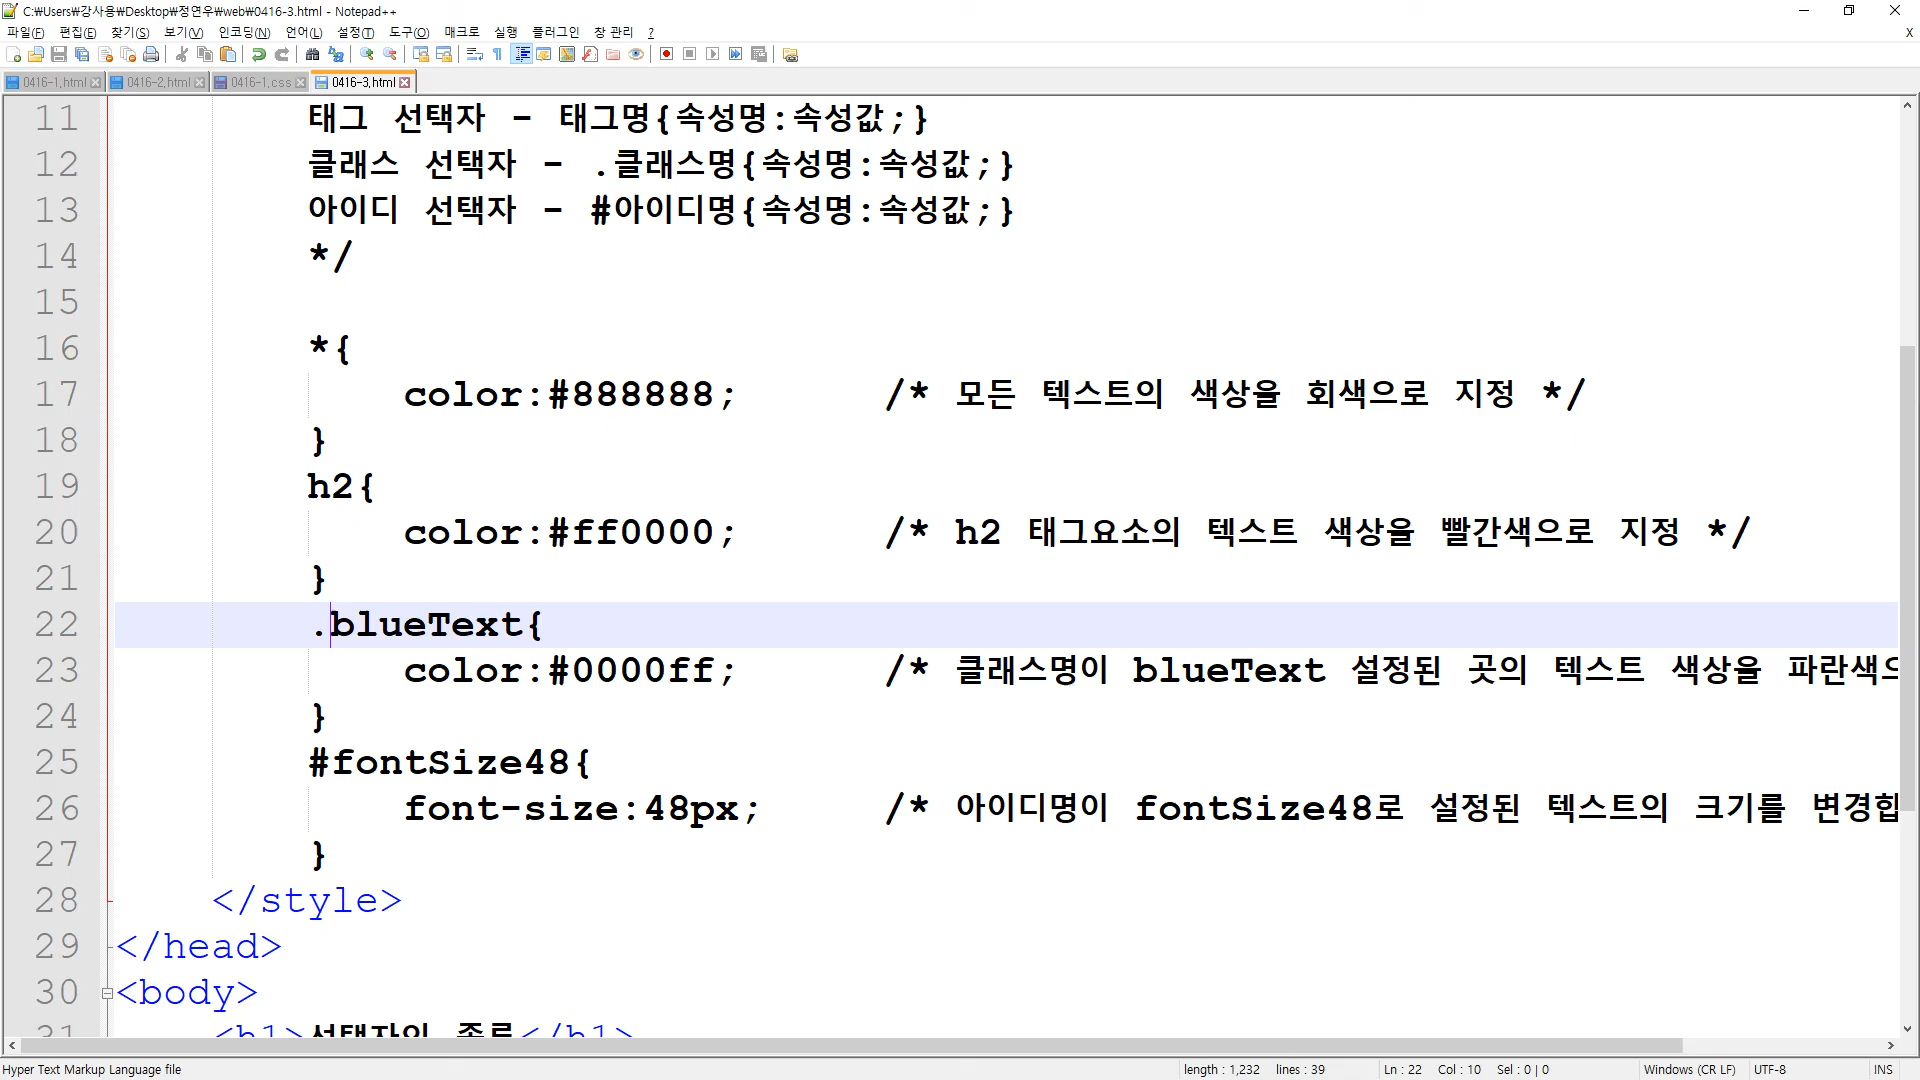 C:₩Users₩강사용₩Desktop₩정연우₩web₩0416-3.html - Notepad++
파일(F) 편집(E) 찾기(S) 보기(V) 인코딩(N) 언어(L) 설정(T) 도구(O) 매크로 실행 플러그인 창 관리 ? X
0416-1.html 0416-2.html 0416-1.css 0416-3.html
11 태그 선택자 - 태그명{속성명:속성값;}
12 클래스 선택자 - .클래스명{속성명:속성값;}
13 아이디 선택자 - #아이디명{속성명:속성값;}
14 */
15
16 *{
17 color:#888888; /* 모든 텍스트의 색상을 회색으로 지정 */
18 }
19 h2{
20 color:#ff0000; /* h2 태그요소의 텍스트 색상을 빨간색으로 지정 */
21 }
22 .blueText{
23 color:#0000ff; /* 클래스명이 blueText 설정된 곳의 텍스트 색상을 파란색으
24 }
25 #fontSize48{
26 font-size:48px; /* 아이디명이 fontSize48로 설정된 텍스트의 크기를 변경합
27 }
28 </style>
29 </head>
30 <body>
31 <h1>선택자의 종류</h1>
Hyper Text Markup Language file length : 1,232 lines : 39 Ln : 22 Col : 10 Sel : 0 | 0 Windows (CR LF) UTF-8 INS